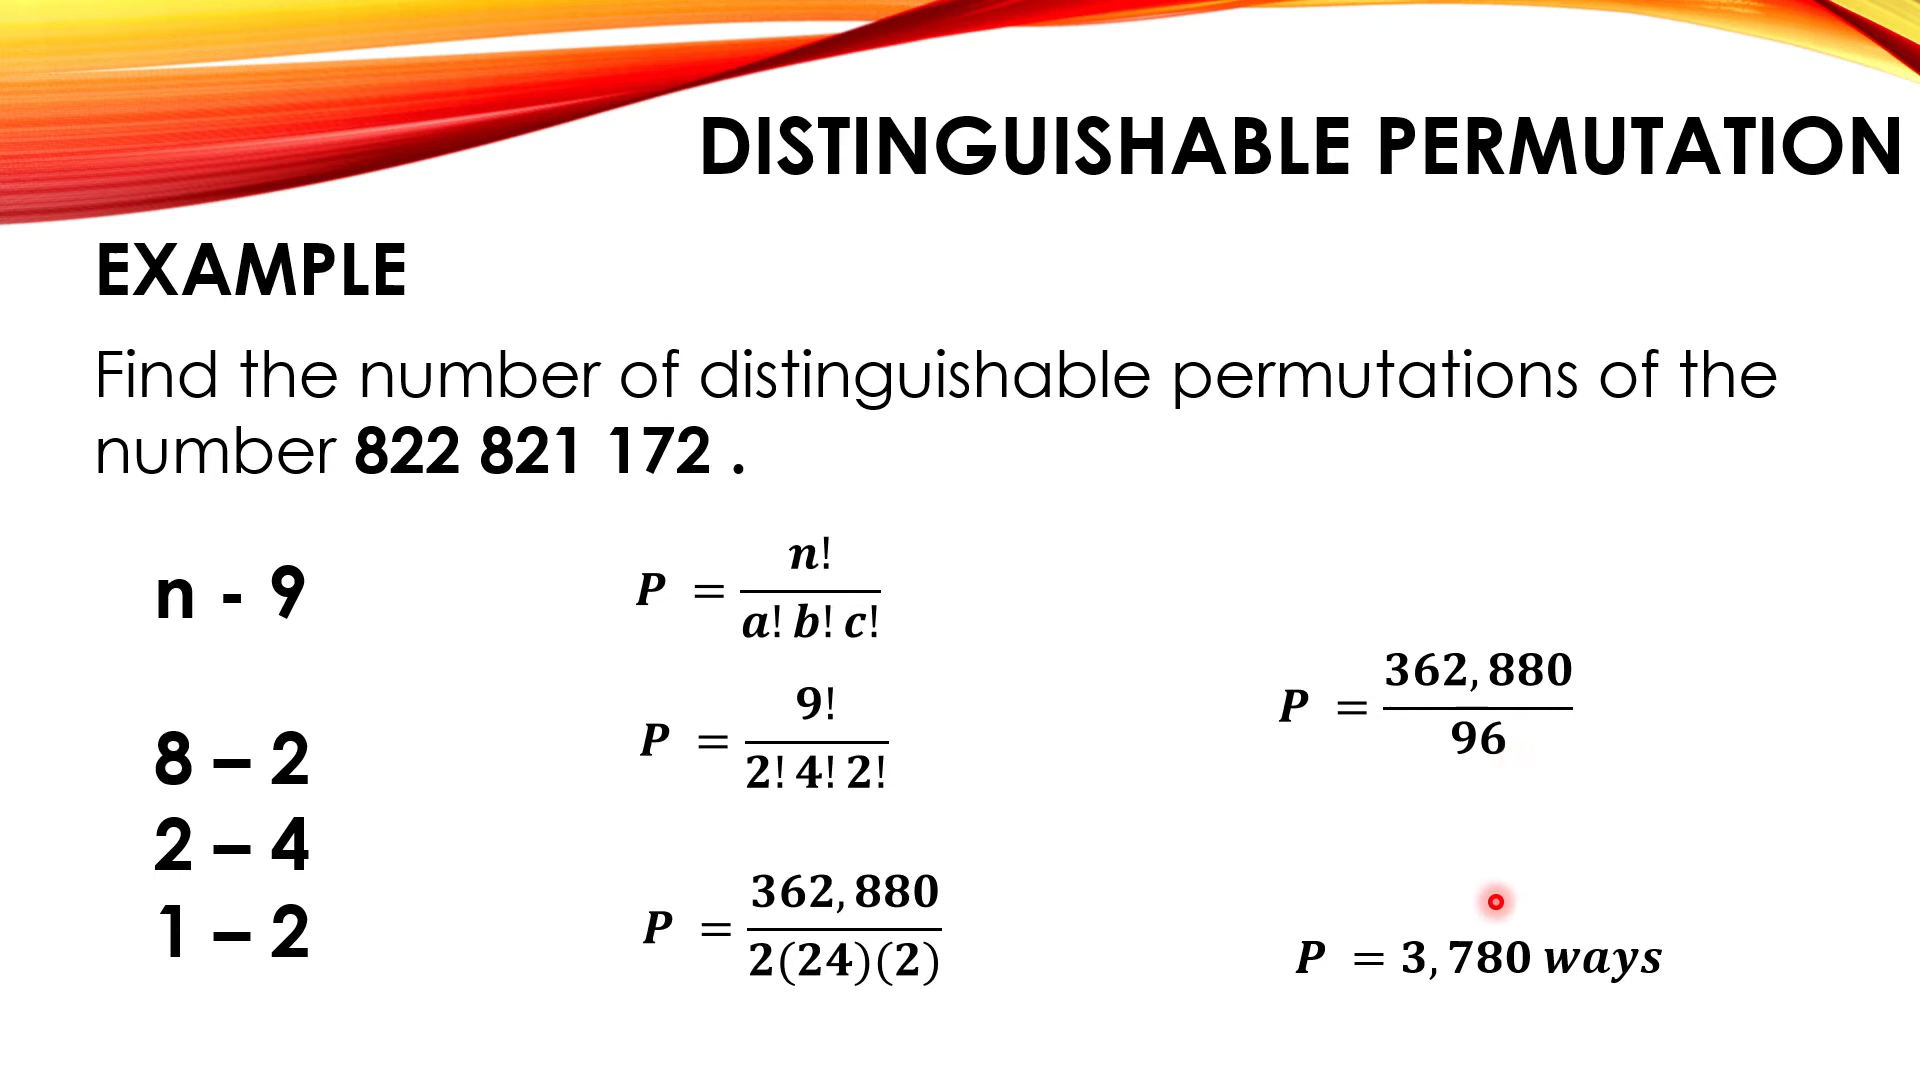 DISTINGUISHABLE PERMUTATION
EXAMPLE
Find the number of distinguishable permutations of the
number 822 821 172 .
n - 9
8 – 2
2 – 4
1 – 2
P = n! / a! b! c!
P = 9! / 2! 4! 2!
P = 362,880 / 2(24)(2)
P = 362,880 / 96
P = 3,780 ways